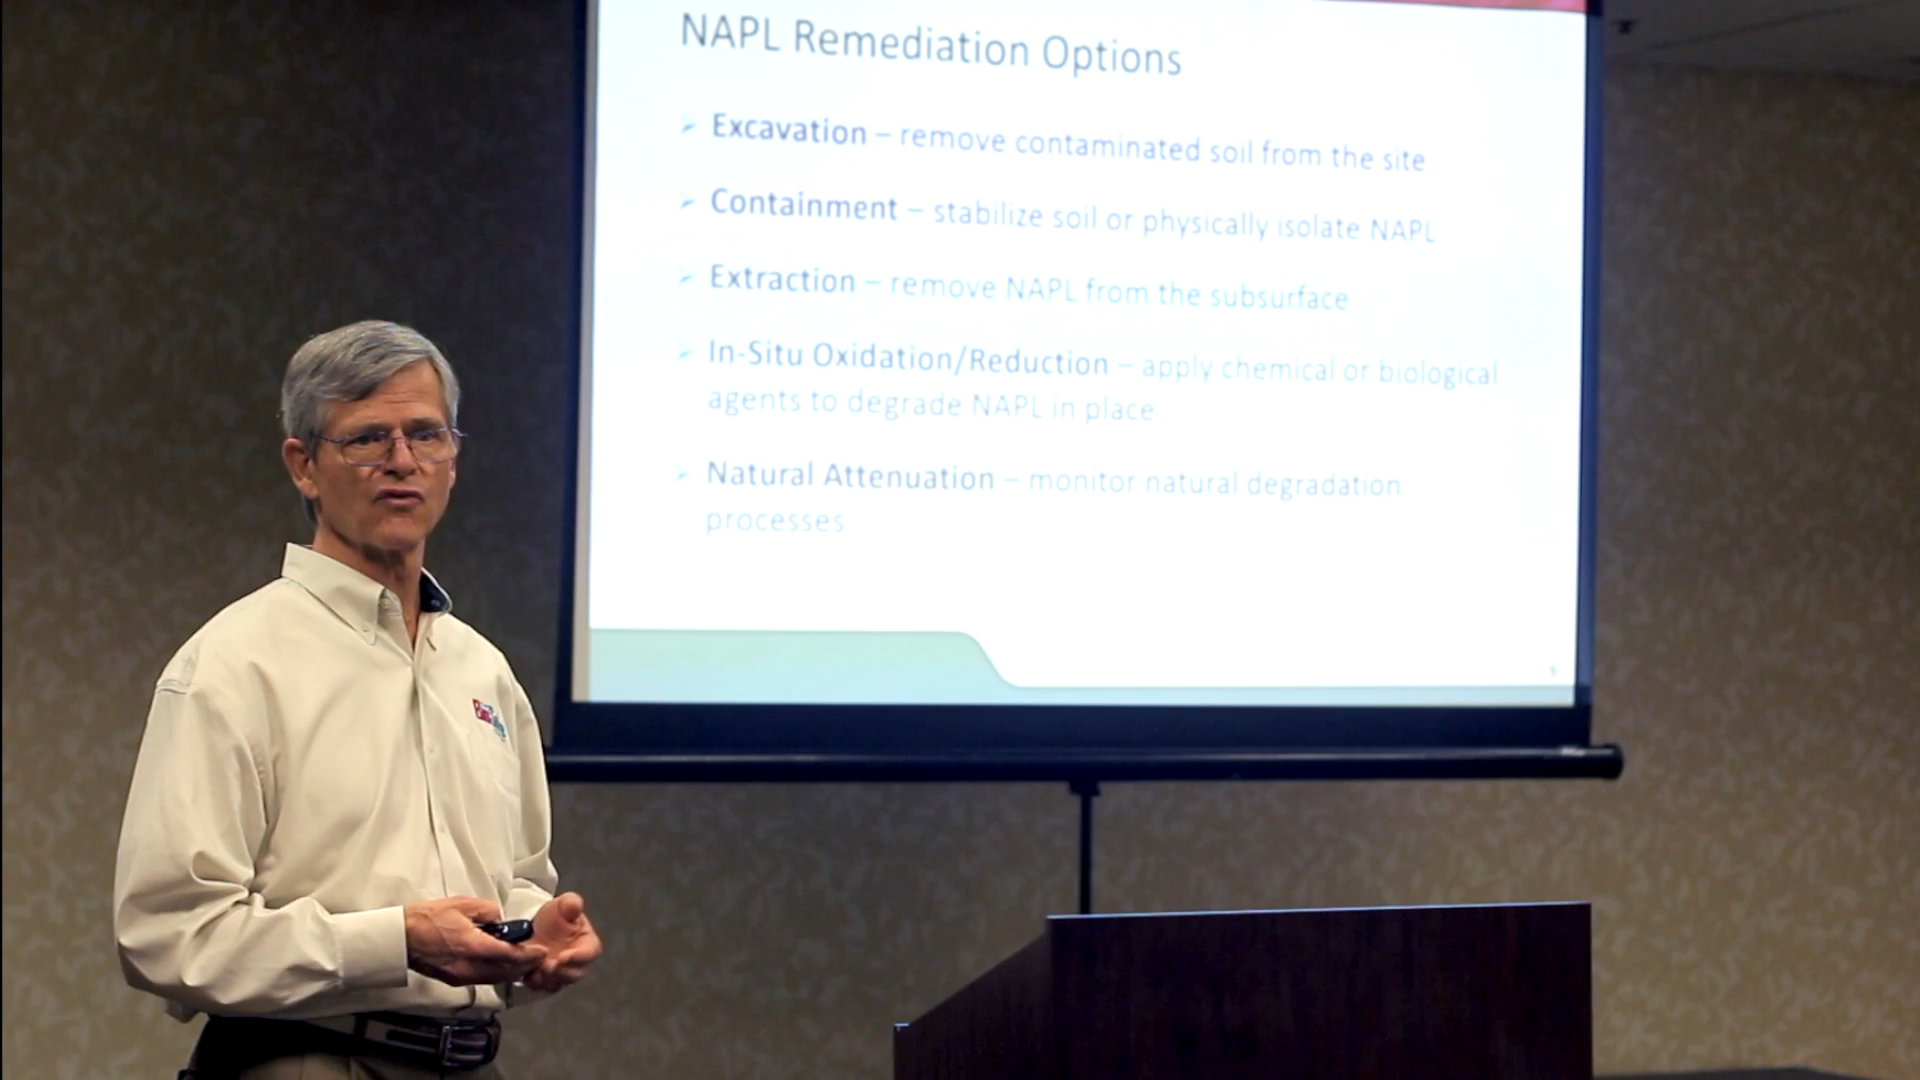 NAPL Remediation Options
➢ Excavation – remove contaminated soil from the site
➢ Containment – stabilize soil or physically isolate NAPL
➢ Extraction – remove NAPL from the subsurface
➢ In-Situ Oxidation/Reduction – apply chemical or biological
agents to degrade NAPL in place
➢ Natural Attenuation – monitor natural degradation
processes